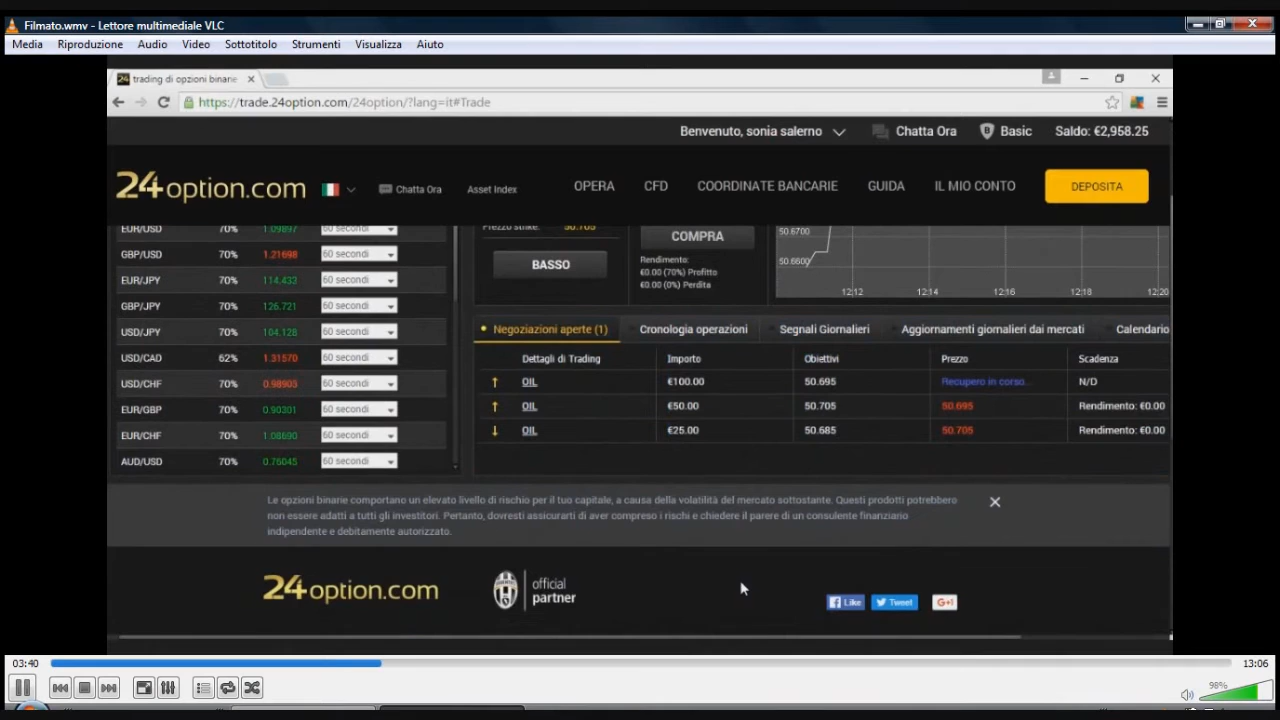 Filmato.wmv - Lettore multimediale VLC
Media Riproduzione Audio Video Sottotitolo Strumenti Visualizza Aiuto
24 trading di opzioni binarie
https://trade.24option.com/24option/?lang=it#Trade
Benvenuto, sonia salerno Chatta Ora B Basic Saldo: €2,958.25
24option.com Chatta Ora Asset Index OPERA CFD COORDINATE BANCARIE GUIDA IL MIO CONTO DEPOSITA
EUR/USD 70% 1.09897 60 secondi
GBP/USD 70% 1.21698 60 secondi
EUR/JPY 70% 114.433 60 secondi
GBP/JPY 70% 126.721 60 secondi
USD/JPY 70% 104.128 60 secondi
USD/CAD 62% 1.31570 60 secondi
USD/CHF 70% 0.98903 60 secondi
EUR/GBP 70% 0.90301 60 secondi
EUR/CHF 70% 1.08690 60 secondi
AUD/USD 70% 0.76045 60 secondi
Prezzo strike: 50.705
BASSO
COMPRA
Rendimento:
€0.00 (70%) Profitto
€0.00 (0%) Perdita
50.6700
50.6600
12:12 12:14 12:16 12:18 12:20
Negoziazioni aperte (1) Cronologia operazioni Segnali Giornalieri Aggiornamenti giornalieri dai mercati Calendario
Dettagli di Trading Importo Obiettivi Prezzo Scadenza
↑ OIL €100.00 50.695 Recupero in corso... N/D
↑ OIL €50.00 50.705 50.695 Rendimento: €0.00
↓ OIL €25.00 50.685 50.705 Rendimento: €0.00
Le opzioni binarie comportano un elevato livello di rischio per il tuo capitale, a causa della volatilità del mercato sottostante. Questi prodotti potrebbero
non essere adatti a tutti gli investitori. Pertanto, dovresti assicurarti di aver compreso i rischi e chiedere il parere di un consulente finanziario
indipendente e debitamente autorizzato.
24option.com
official
partner
Like Tweet G+1
03:40 13:06
98%